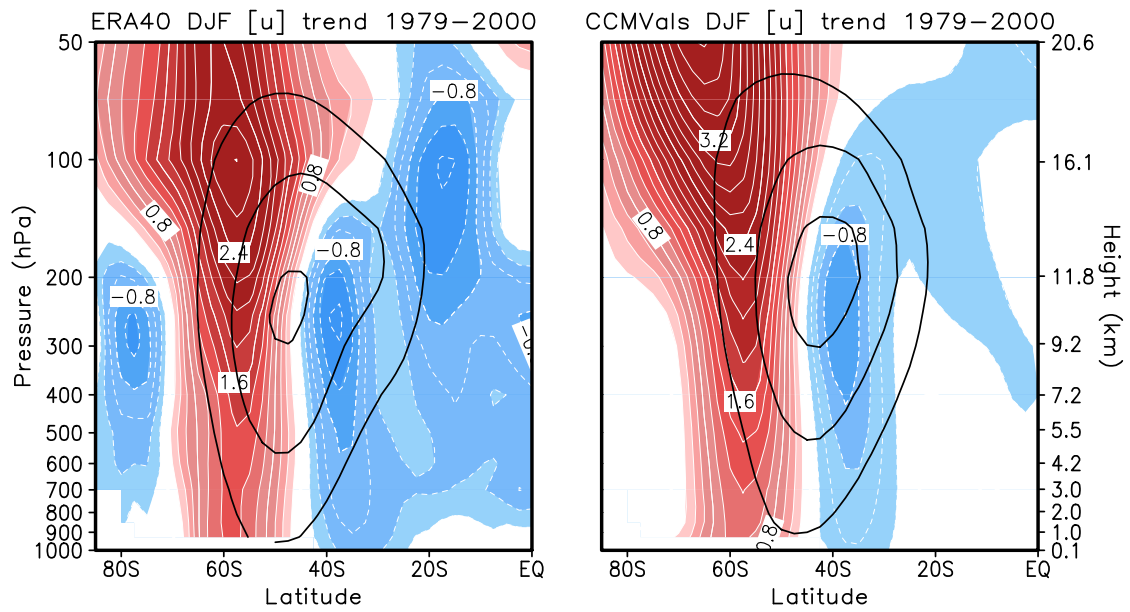 ERA40 DJF [u] trend 1979−2000
CCMVals DJF [u] trend 1979−2000
Pressure (hPa)
50
100
200
300
400
500
600
700
800
900
1000
0.8
0.8
−0.8
−0.8
−0.8
2.4
1.6
80S
60S
40S
20S
EQ
Latitude
3.2
0.8
2.4
−0.8
1.6
0.8
20.6
16.1
11.8
9.2
7.2
5.5
4.2
3.0
2.0
1.0
0.1
Height (km)
80S
60S
40S
20S
EQ
Latitude